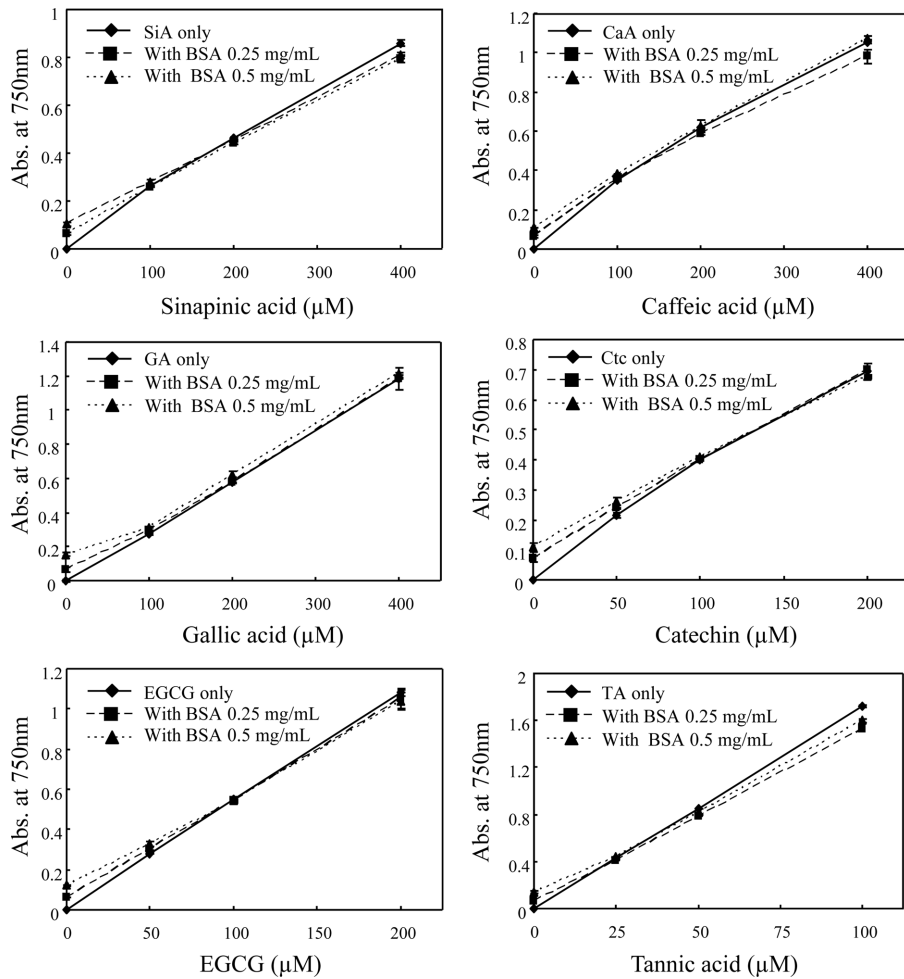 SiA only
With BSA 0.25 mg/mL
With BSA 0.5 mg/mL
Abs. at 750nm
1
0.8
0.6
0.4
0.2
0
0 100 200 300 400
Sinapinic acid (µM)
CaA only
With BSA 0.25 mg/mL
With BSA 0.5 mg/mL
Abs. at 750nm
1.2
1
0.8
0.6
0.4
0.2
0
0 100 200 300 400
Caffeic acid (µM)
GA only
With BSA 0.25 mg/mL
With BSA 0.5 mg/mL
Abs. at 750nm
1.4
1.2
1
0.8
0.6
0.4
0.2
0
0 100 200 300 400
Gallic acid (µM)
Ctc only
With BSA 0.25 mg/mL
With BSA 0.5 mg/mL
Abs. at 750nm
0.8
0.7
0.6
0.5
0.4
0.3
0.2
0.1
0
0 50 100 150 200
Catechin (µM)
EGCG only
With BSA 0.25 mg/mL
With BSA 0.5 mg/mL
Abs. at 750nm
1.2
1
0.8
0.6
0.4
0.2
0
0 50 100 150 200
EGCG (µM)
TA only
With BSA 0.25 mg/mL
With BSA 0.5 mg/mL
Abs. at 750nm
2
1.6
1.2
0.8
0.4
0
0 25 50 75 100
Tannic acid (µM)